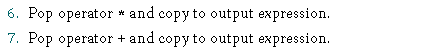 6. Pop operator * and copy to output expression.
7. Pop operator + and copy to output expression.